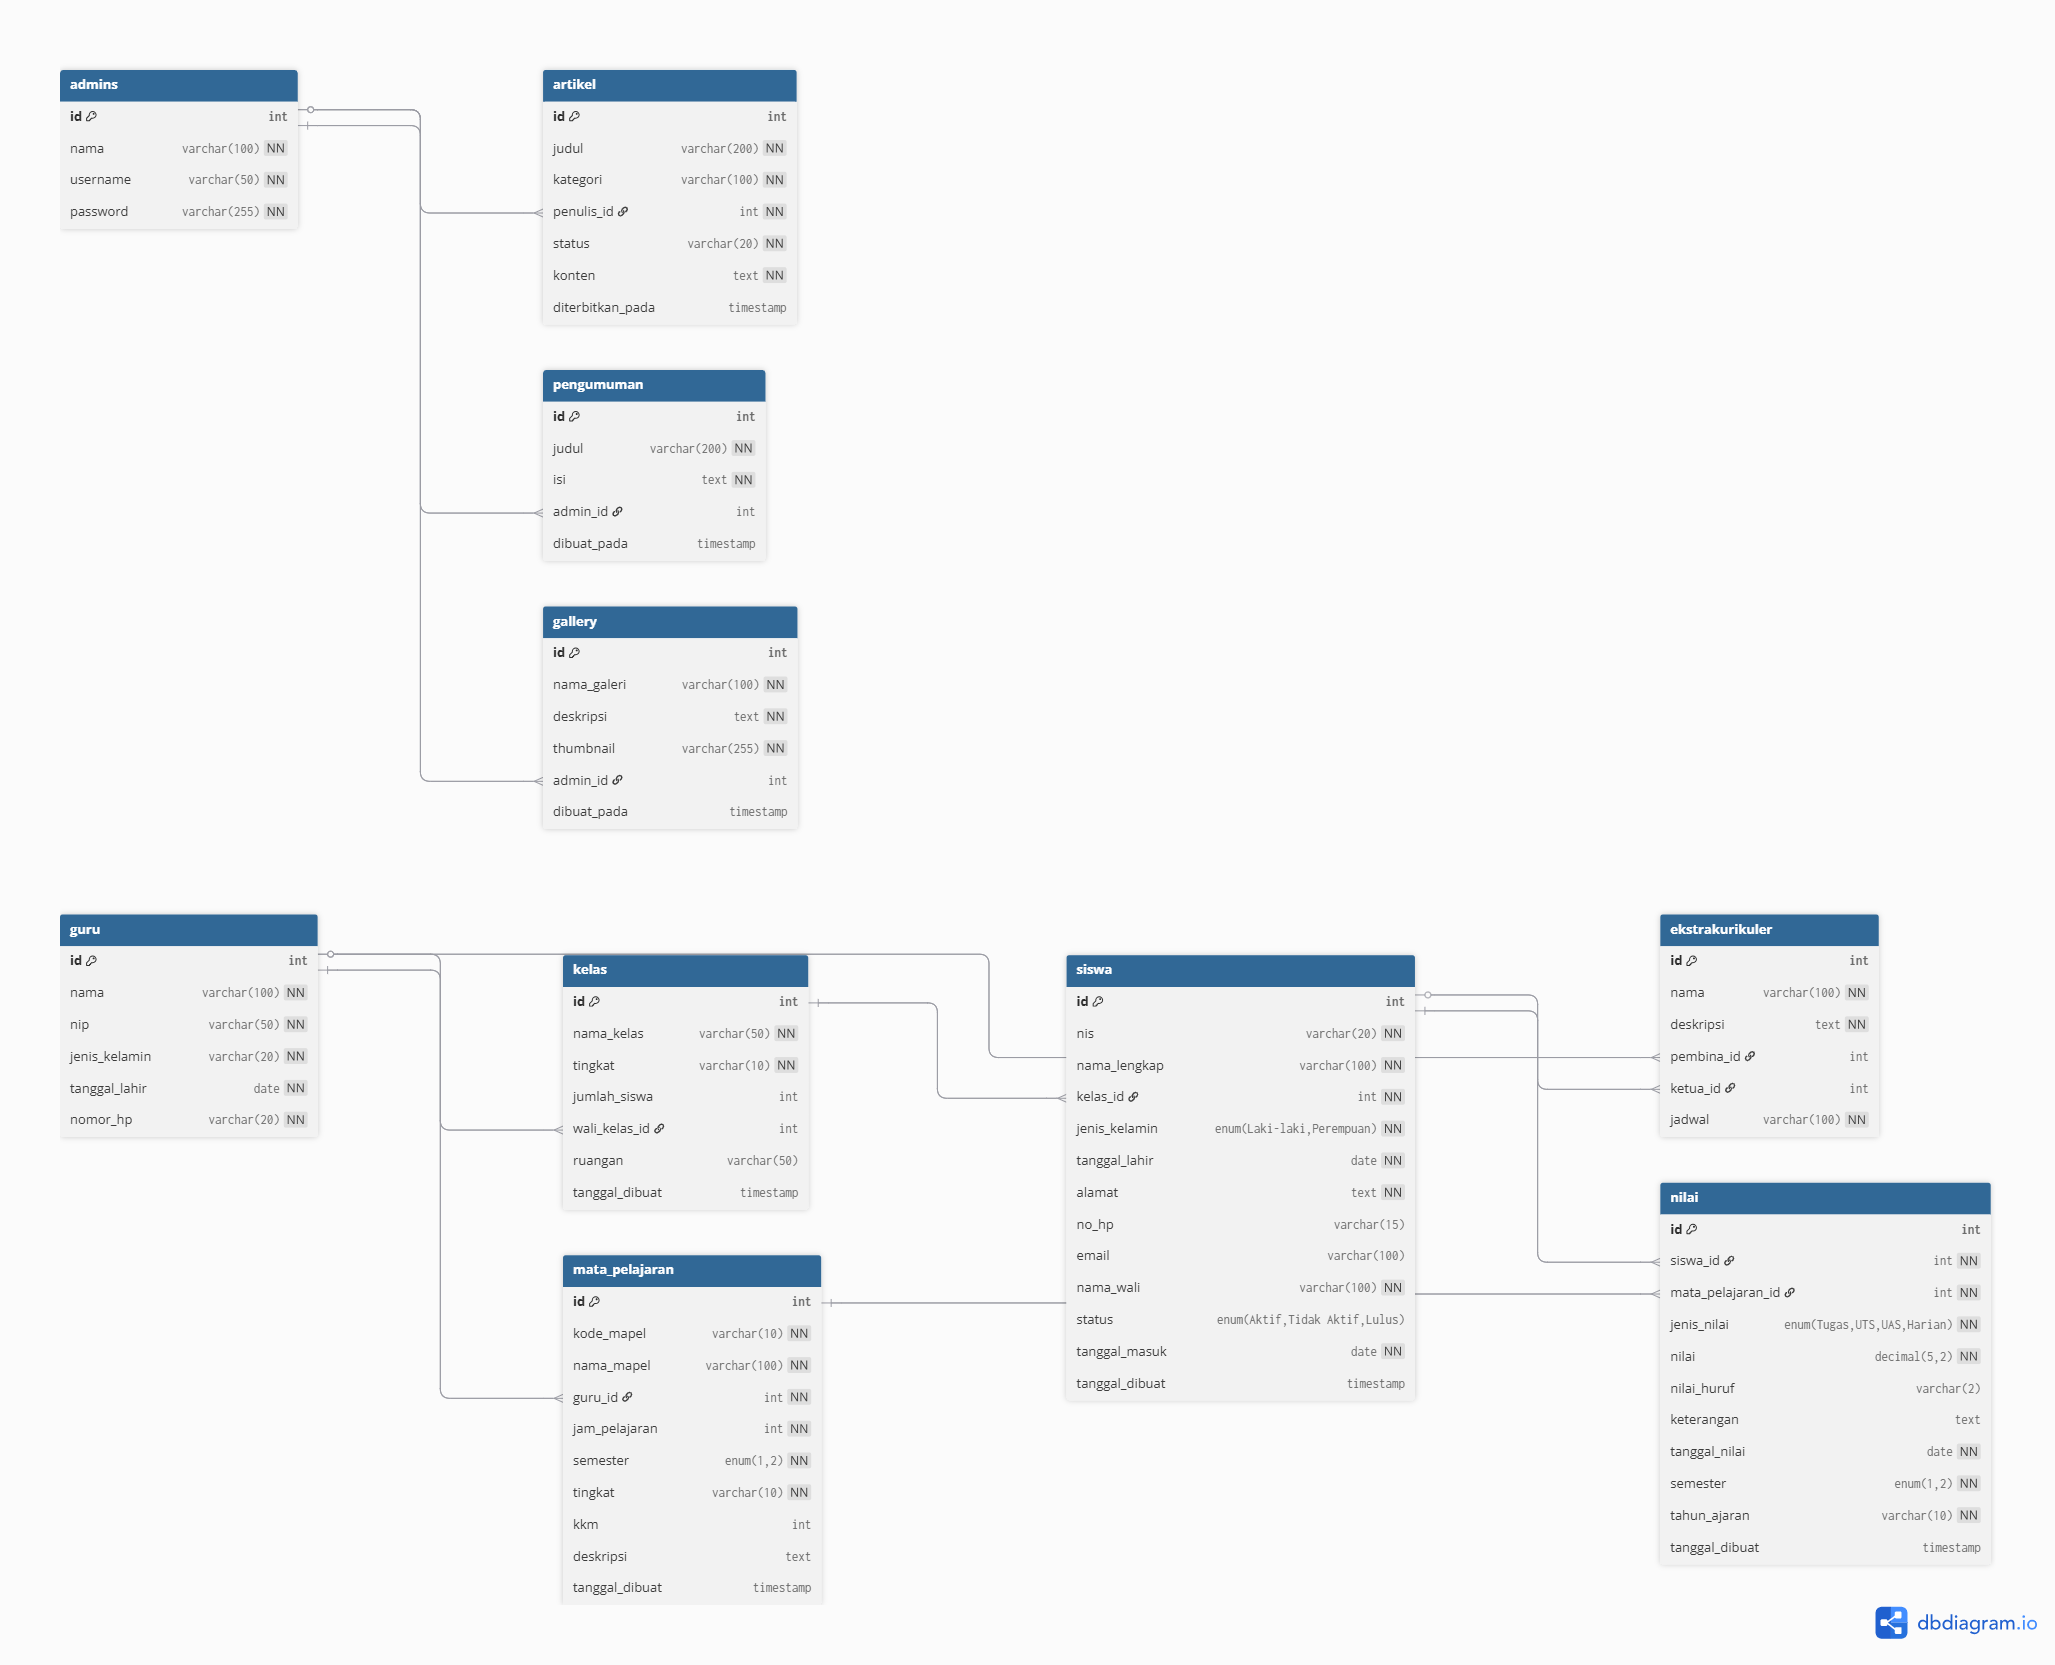 admins
id int
nama varchar(100) NN
username varchar(50) NN
password varchar(255) NN
artikel
id int
judul varchar(200) NN
kategori varchar(100) NN
penulis_id int NN
status varchar(20) NN
konten text NN
diterbitkan_pada timestamp
pengumuman
id int
judul varchar(200) NN
isi text NN
admin_id int
dibuat_pada timestamp
gallery
id int
nama_galeri varchar(100) NN
deskripsi text NN
thumbnail varchar(255) NN
admin_id int
dibuat_pada timestamp
guru
id int
nama varchar(100) NN
nip varchar(50) NN
jenis_kelamin varchar(20) NN
tanggal_lahir date NN
nomor_hp varchar(20) NN
kelas
id int
nama_kelas varchar(50) NN
tingkat varchar(10) NN
jumlah_siswa int
wali_kelas_id int
ruangan varchar(50)
tanggal_dibuat timestamp
mata_pelajaran
id int
kode_mapel varchar(10) NN
nama_mapel varchar(100) NN
guru_id int NN
jam_pelajaran int NN
semester enum(1,2) NN
tingkat varchar(10) NN
kkm int
deskripsi text
tanggal_dibuat timestamp
siswa
id int
nis varchar(20) NN
nama_lengkap varchar(100) NN
kelas_id int NN
jenis_kelamin enum(Laki-laki,Perempuan) NN
tanggal_lahir date NN
alamat text NN
no_hp varchar(15)
email varchar(100)
nama_wali varchar(100) NN
status enum(Aktif,Tidak Aktif,Lulus)
tanggal_masuk date NN
tanggal_dibuat timestamp
ekstrakurikuler
id int
nama varchar(100) NN
deskripsi text NN
pembina_id int
ketua_id int
jadwal varchar(100) NN
nilai
id int
siswa_id int NN
mata_pelajaran_id int NN
jenis_nilai enum(Tugas,UTS,UAS,Harian) NN
nilai decimal(5,2) NN
nilai_huruf varchar(2)
keterangan text
tanggal_nilai date NN
semester enum(1,2) NN
tahun_ajaran varchar(10) NN
tanggal_dibuat timestamp
dbdiagram.io